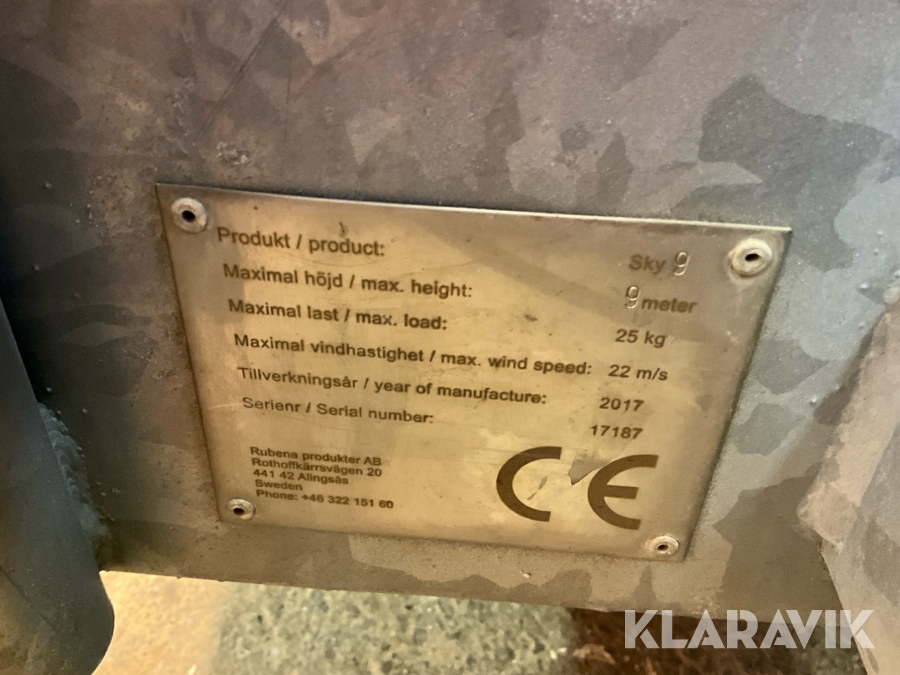 Produkt / product: Sky 9
Maximal höjd / max. height: 9 meter
Maximal last / max. load: 25 kg
Maximal vindhastighet / max. wind speed: 22 m/s
Tillverkningsår / year of manufacture: 2017
Serienr / Serial number: 17187
Rubena produkter AB
Rothoffkärrsvägen 20
441 42 Alingsås
Sweden
Phone: +46 322 151 60
CE
KLARAVIK